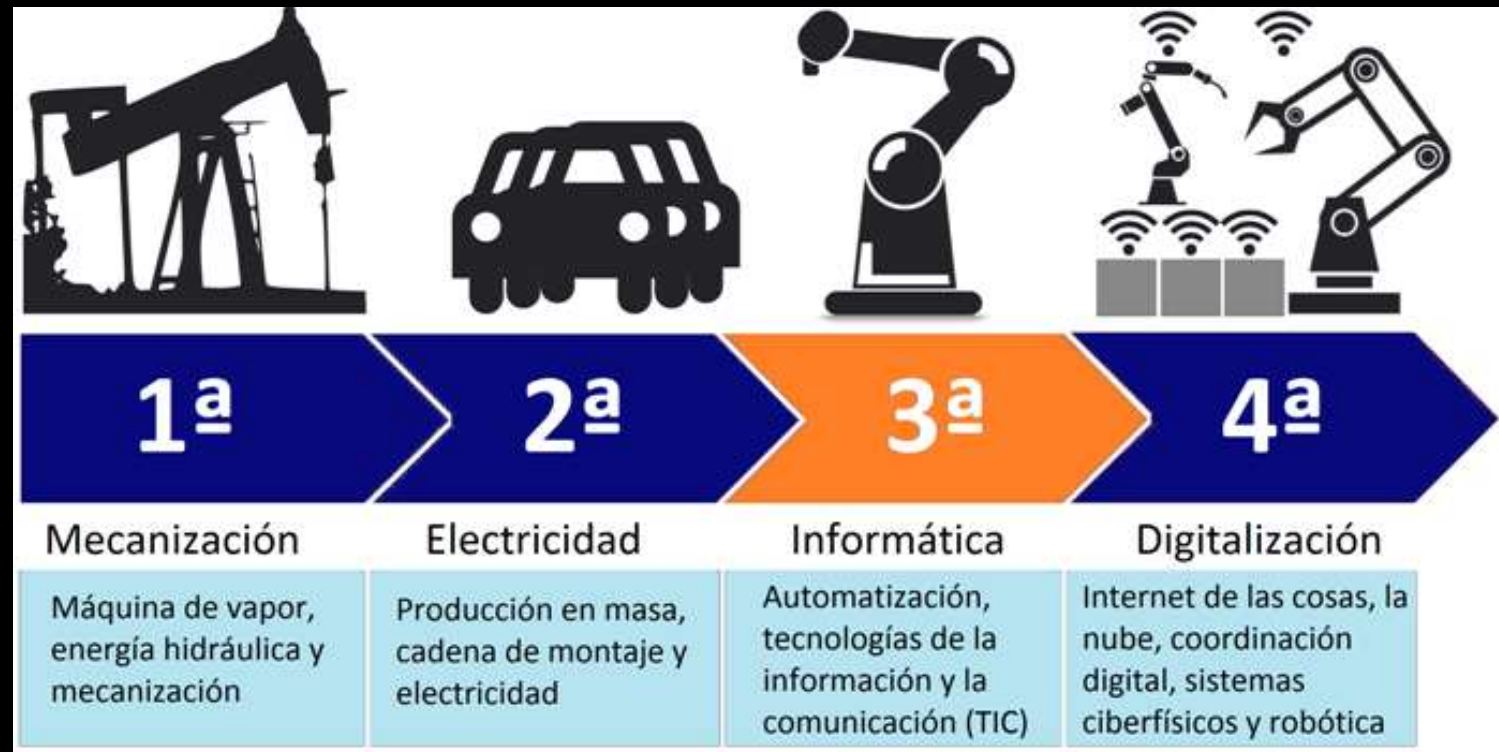 1ª
2ª
3ª
4ª
Mecanización
Electricidad
Informática
Digitalización
Máquina de vapor,
energía hidráulica y
mecanización
Producción en masa,
cadena de montaje y
electricidad
Automatización,
tecnologías de la
información y la
comunicación (TIC)
Internet de las cosas, la
nube, coordinación
digital, sistemas
ciberfísicos y robótica